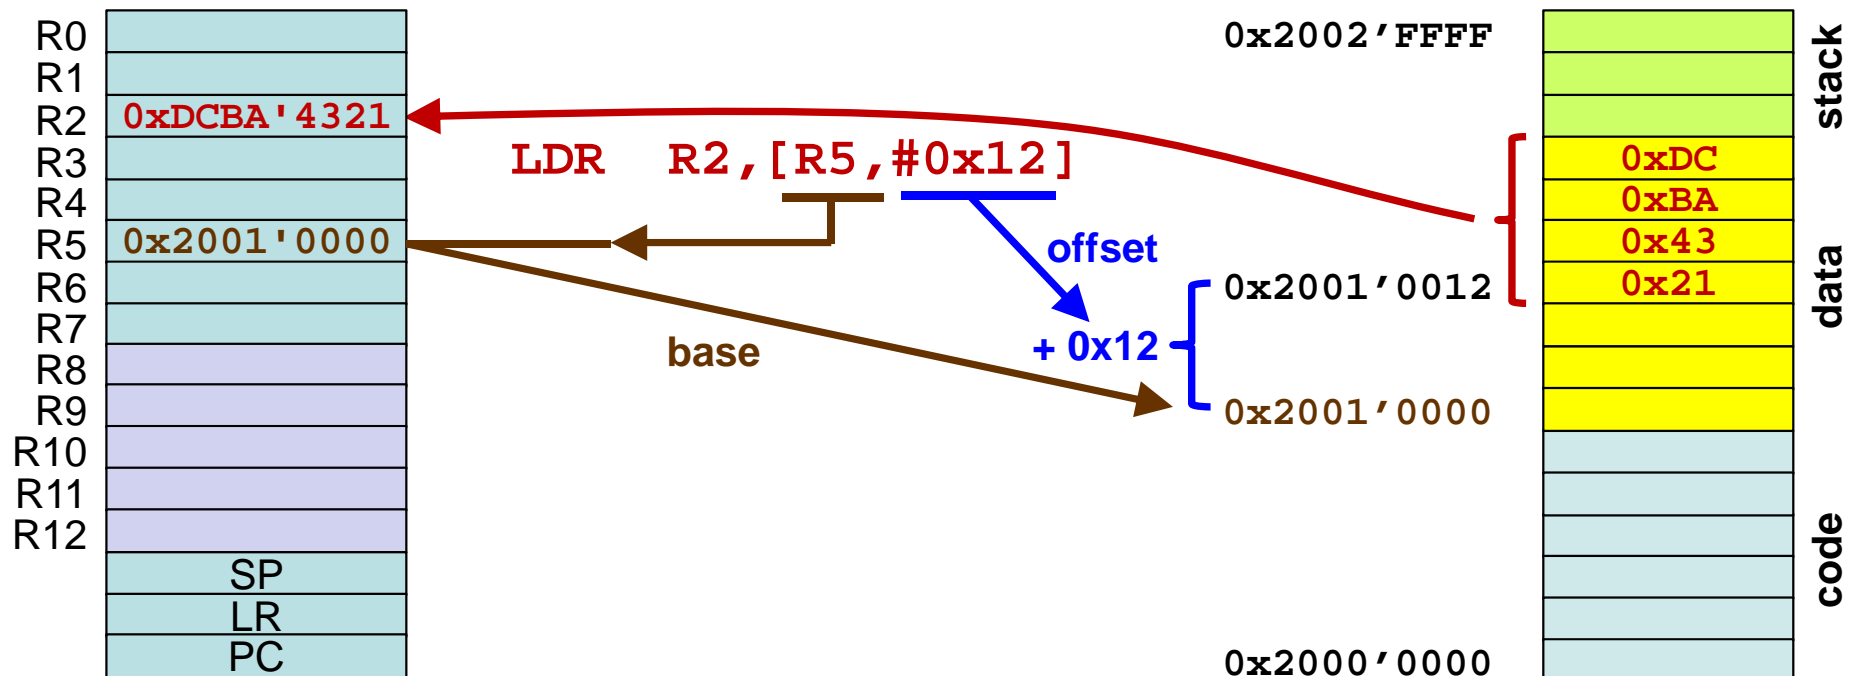 R0
R1
R2 0xDCBA'4321
R3
R4
R5 0x2001'0000
R6
R7
R8
R9
R10
R11
R12
SP
LR
PC
LDR R2,[R5,#0x12]
offset
+ 0x12
base
0x2002’FFFF
0x2001’0012
0x2001’0000
0x2000’0000
0xDC
0xBA
0x43
0x21
stack
data
code